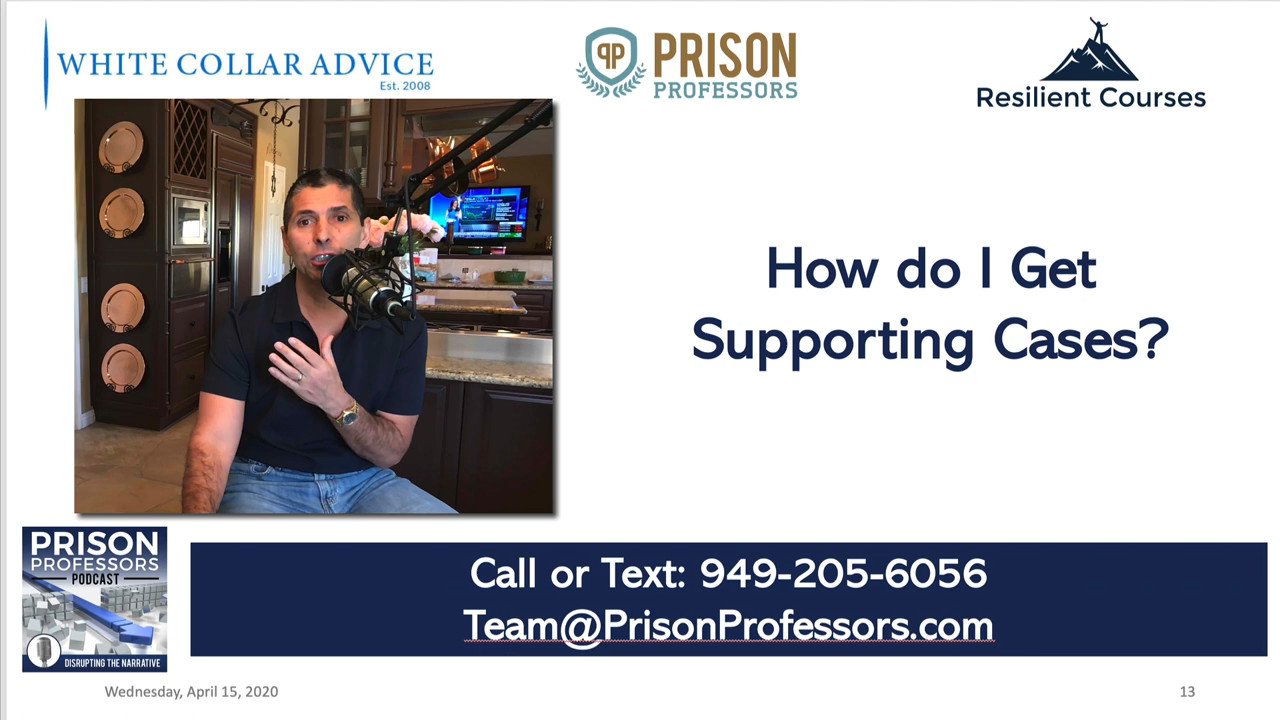 WHITE COLLAR ADVICE
Est. 2008
PRISON
PROFESSORS
Resilient Courses
How do I Get
Supporting Cases?
PRISON
PROFESSORS
PODCAST
DISRUPTING THE NARRATIVE
Call or Text: 949-205-6056
Team@PrisonProfessors.com
Wednesday, April 15, 2020
13